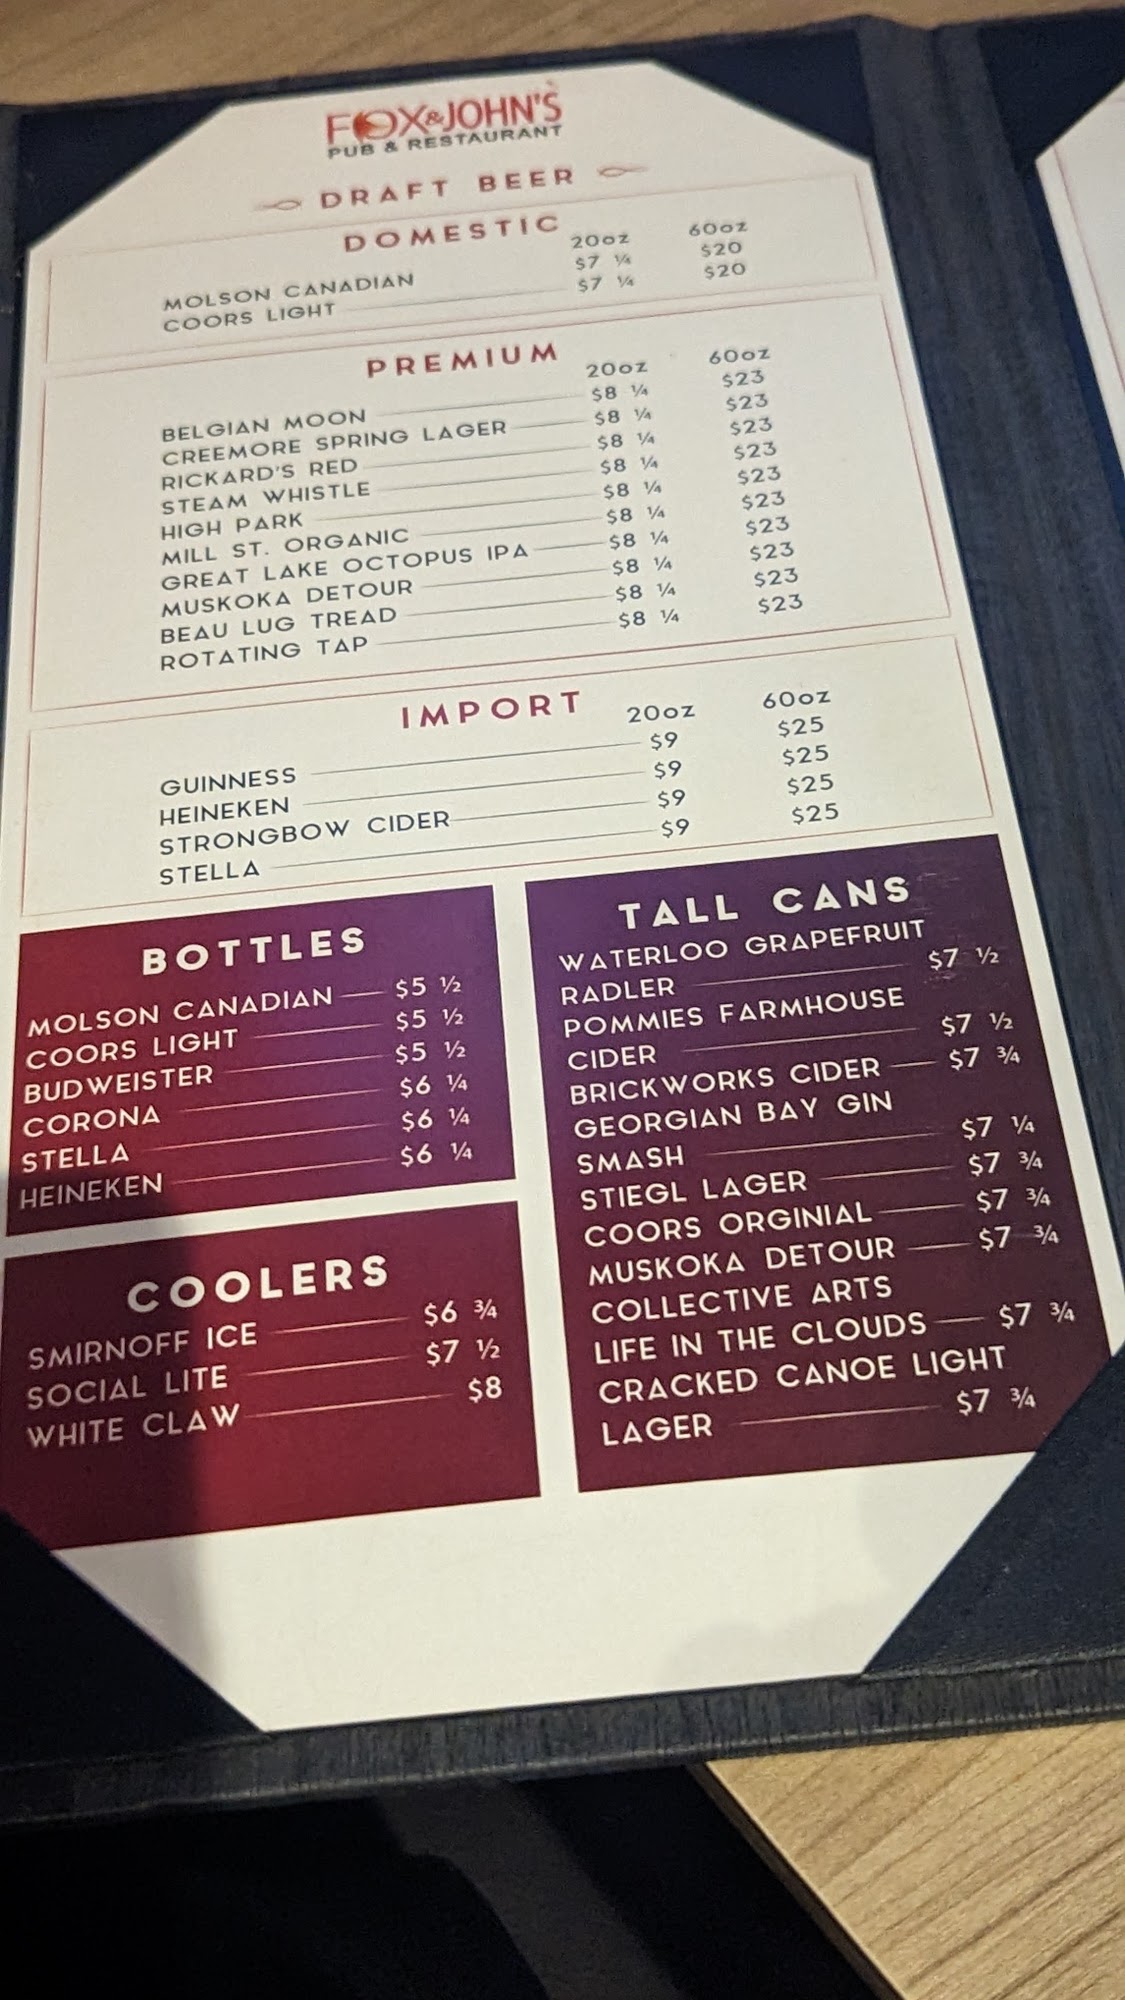 FOX&JOHN'S
PUB & RESTAURANT
DRAFT BEER
DOMESTIC 20oz 60oz
MOLSON CANADIAN $7 ¼ $20
COORS LIGHT $7 ¼ $20
PREMIUM 20oz 60oz
BELGIAN MOON $8 ¼ $23
CREEMORE SPRING LAGER $8 ¼ $23
RICKARD'S RED $8 ¼ $23
STEAM WHISTLE $8 ¼ $23
HIGH PARK $8 ¼ $23
MILL ST. ORGANIC $8 ¼ $23
GREAT LAKE OCTOPUS IPA $8 ¼ $23
MUSKOKA DETOUR $8 ¼ $23
BEAU LUG TREAD $8 ¼ $23
ROTATING TAP $8 ¼ $23
IMPORT 20oz 60oz
GUINNESS $9 $25
HEINEKEN $9 $25
STRONGBOW CIDER $9 $25
STELLA $9 $25
BOTTLES
MOLSON CANADIAN $5 ½
COORS LIGHT $5 ½
BUDWEISTER $5 ½
CORONA $6 ¼
STELLA $6 ¼
HEINEKEN $6 ¼
COOLERS
SMIRNOFF ICE $6 ¾
SOCIAL LITE $7 ½
WHITE CLAW $8
TALL CANS
WATERLOO GRAPEFRUIT
RADLER $7 ½
POMMIES FARMHOUSE
CIDER $7 ½
BRICKWORKS CIDER $7 ¾
GEORGIAN BAY GIN
SMASH $7 ¼
STIEGL LAGER $7 ¾
COORS ORGINIAL $7 ¾
MUSKOKA DETOUR $7 ¾
COLLECTIVE ARTS
LIFE IN THE CLOUDS $7 ¾
CRACKED CANOE LIGHT
LAGER $7 ¾